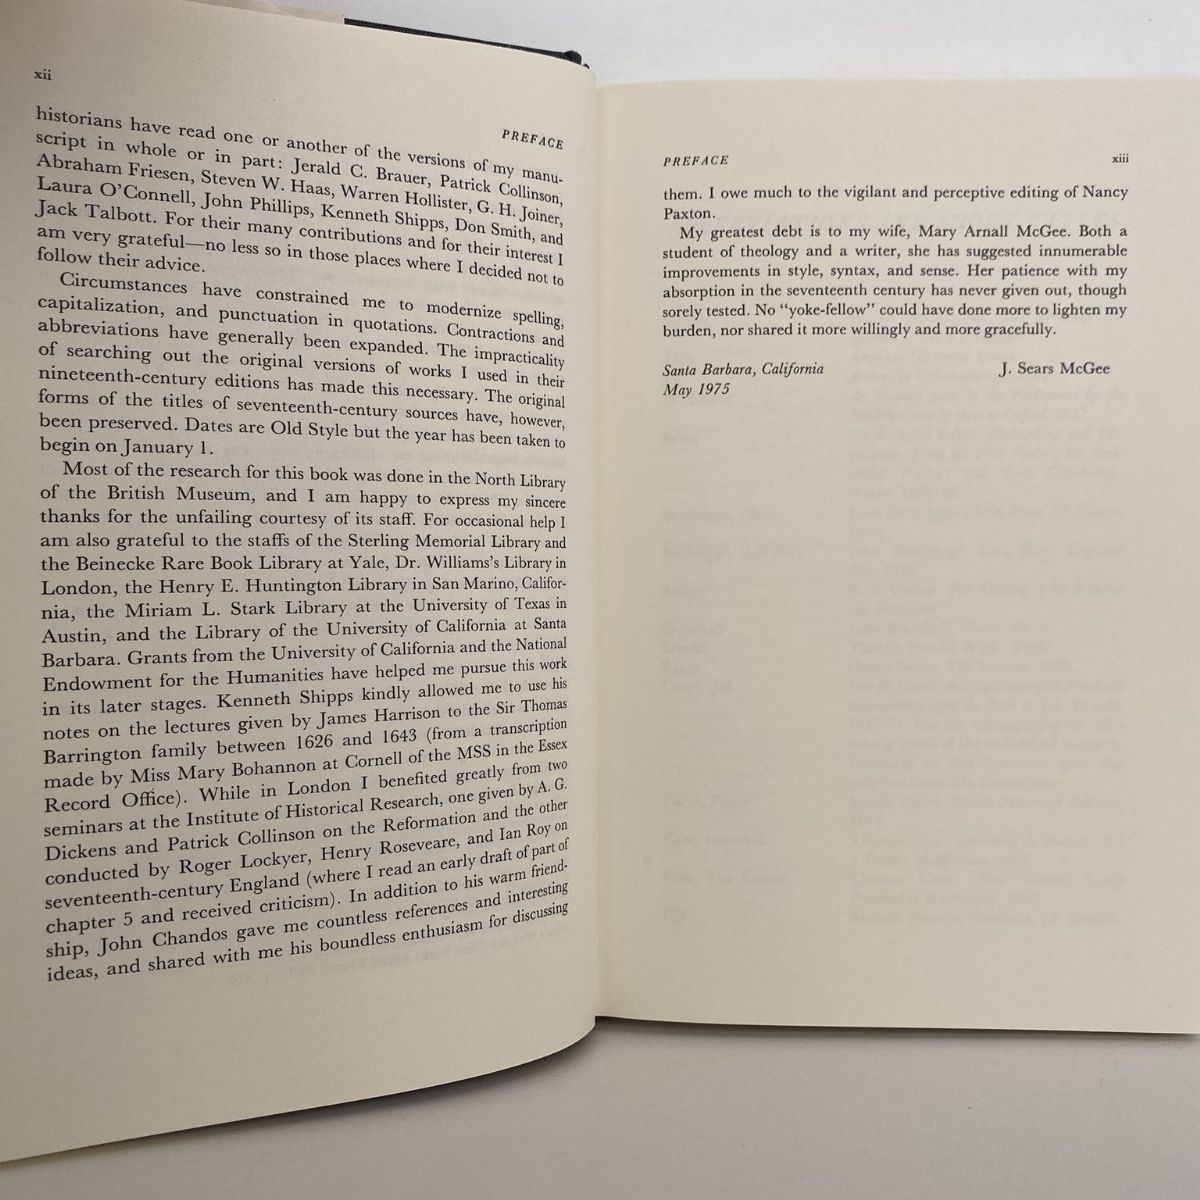 xii
PREFACE
historians have read one or another of the versions of my manu-
script in whole or in part: Jerald C. Brauer, Patrick Collinson,
Abraham Friesen, Steven W. Haas, Warren Hollister, G. H. Joiner,
Laura O'Connell, John Phillips, Kenneth Shipps, Don Smith, and
Jack Talbott. For their many contributions and for their interest I
am very grateful—no less so in those places where I decided not to
follow their advice.
Circumstances have constrained me to modernize spelling,
capitalization, and punctuation in quotations. Contractions and
abbreviations have generally been expanded. The impracticality
of searching out the original versions of works I used in their
nineteenth-century editions has made this necessary. The original
forms of the titles of seventeenth-century sources have, however,
been preserved. Dates are Old Style but the year has been taken to
begin on January 1.
Most of the research for this book was done in the North Library
of the British Museum, and I am happy to express my sincere
thanks for the unfailing courtesy of its staff. For occasional help I
am also grateful to the staffs of the Sterling Memorial Library and
the Beinecke Rare Book Library at Yale, Dr. Williams's Library in
London, the Henry E. Huntington Library in San Marino, Califor-
nia, the Miriam L. Stark Library at the University of Texas in
Austin, and the Library of the University of California at Santa
Barbara. Grants from the University of California and the National
Endowment for the Humanities have helped me pursue this work
in its later stages. Kenneth Shipps kindly allowed me to use his
notes on the lectures given by James Harrison to the Sir Thomas
Barrington family between 1626 and 1643 (from a transcription
made by Miss Mary Bohannon at Cornell of the MSS in the Essex
Record Office). While in London I benefited greatly from two
seminars at the Institute of Historical Research, one given by A. G.
Dickens and Patrick Collinson on the Reformation and the other
conducted by Roger Lockyer, Henry Roseveare, and Ian Roy on
seventeenth-century England (where I read an early draft of part of
chapter 5 and received criticism). In addition to his warm friend-
ship, John Chandos gave me countless references and interesting
ideas, and shared with me his boundless enthusiasm for discussing
PREFACE
xiii
them. I owe much to the vigilant and perceptive editing of Nancy
Paxton.
My greatest debt is to my wife, Mary Arnall McGee. Both a
student of theology and a writer, she has suggested innumerable
improvements in style, syntax, and sense. Her patience with my
absorption in the seventeenth century has never given out, though
sorely tested. No "yoke-fellow" could have done more to lighten my
burden, nor shared it more willingly and more gracefully.
Santa Barbara, California
J. Sears McGee
May 1975